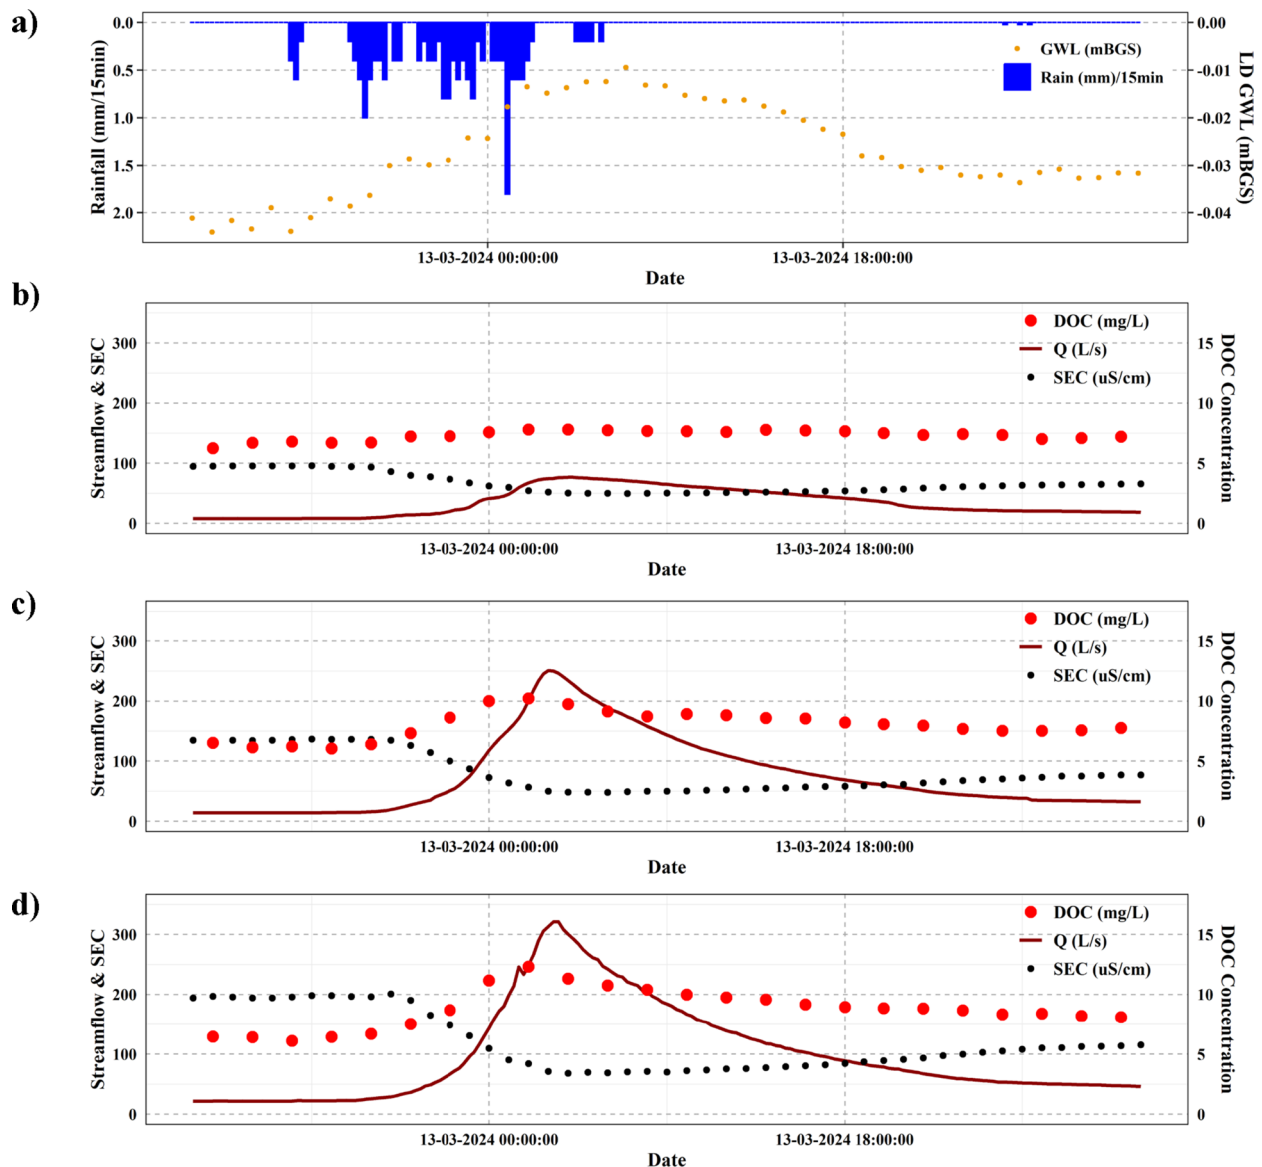 a)
0.0
0.5
1.0
1.5
2.0
Rainfall (mm/15min)
0.00
-0.01
-0.02
-0.03
-0.04
LD GWL (mBGS)
GWL (mBGS)
Rain (mm)/15min
13-03-2024 00:00:00
13-03-2024 18:00:00
Date
b)
300
200
100
0
Streamflow & SEC
15
10
5
0
DOC Concentration
DOC (mg/L)
Q (L/s)
SEC (uS/cm)
13-03-2024 00:00:00
13-03-2024 18:00:00
Date
c)
300
200
100
0
Streamflow & SEC
15
10
5
0
DOC Concentration
DOC (mg/L)
Q (L/s)
SEC (uS/cm)
13-03-2024 00:00:00
13-03-2024 18:00:00
Date
d)
300
200
100
0
Streamflow & SEC
15
10
5
0
DOC Concentration
DOC (mg/L)
Q (L/s)
SEC (uS/cm)
13-03-2024 00:00:00
13-03-2024 18:00:00
Date